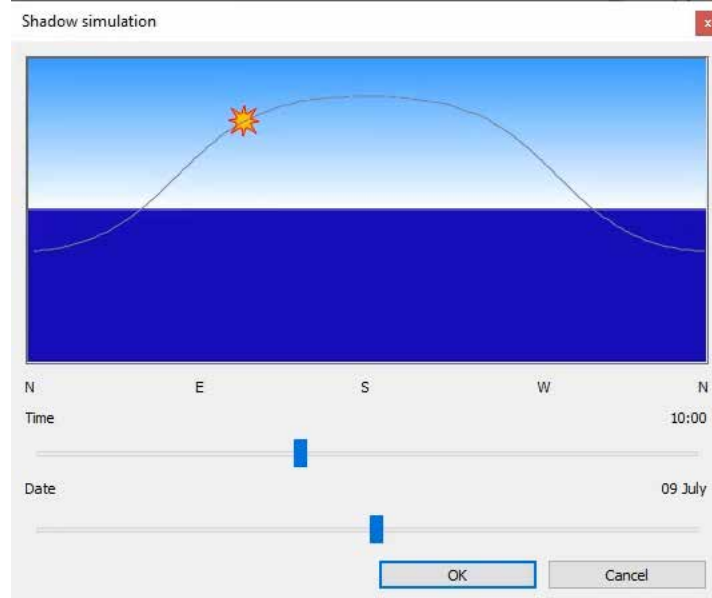 Shadow simulation
x
N E S W N
Time 10:00
Date 09 July
OK Cancel